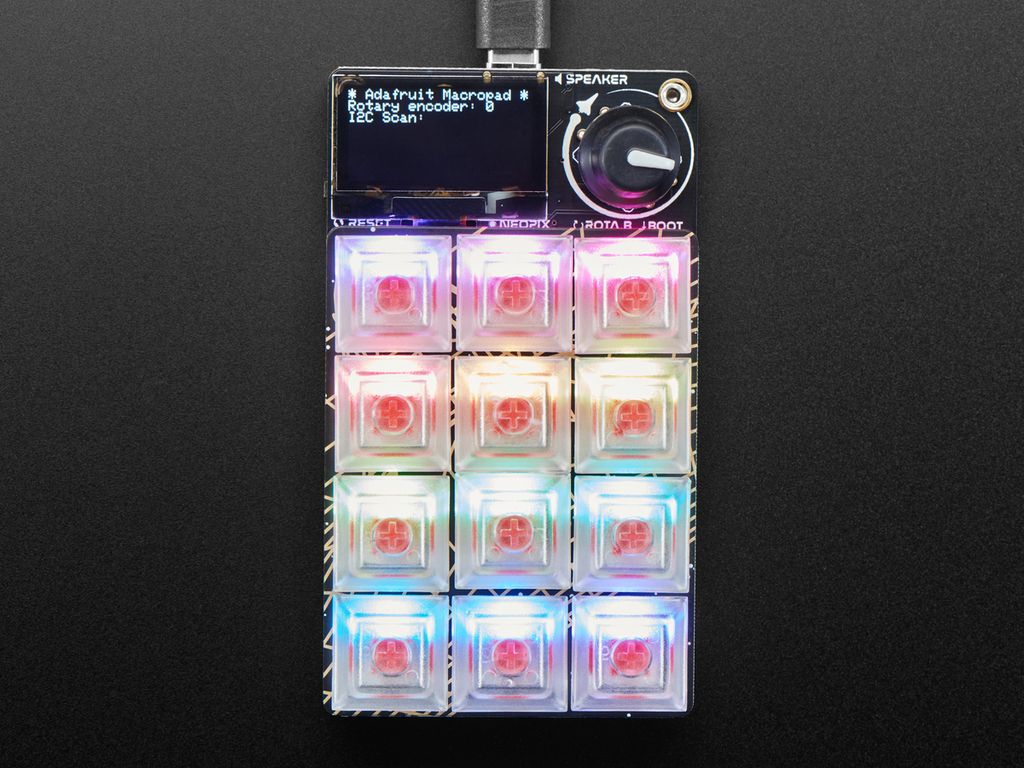 * Adafruit Macropad *
Rotary encoder: 0
I2C Scan:
SPEAKER
RESET
NEOPIX
ROTA B ↓BOOT